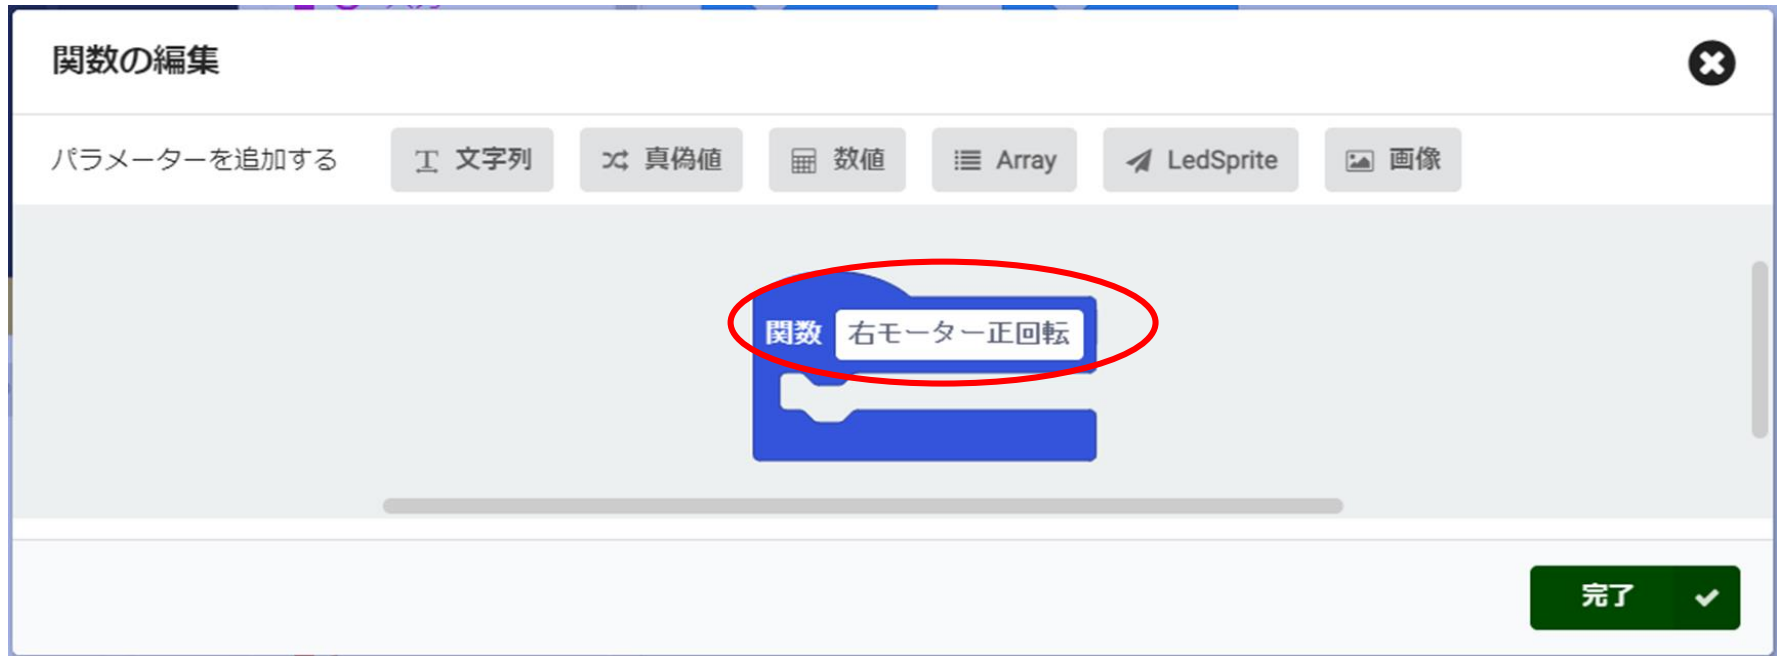 関数の編集
パラメーターを追加する 文字列 真偽値 数値 Array LedSprite 画像
関数 右モーター正回転
完了